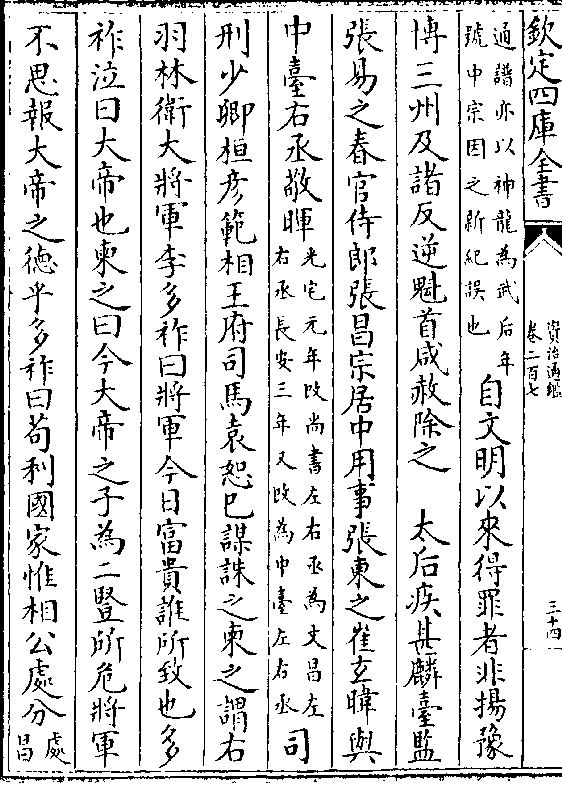 欽定四庫全書
資治通鑑
卷二百七
三十四
通譜亦以神龍為武后年
號中宗因之新紀誤也
自文明以來得罪者非揚豫
博三州及諸反逆魁首咸赦除之　太后疾甚麟臺監
張易之春官侍郎張昌宗居中用事張柬之崔玄暐與
中臺右丞敬暉
光宅元年改尚書左右丞為文昌左
右丞長安三年又改為中臺左右丞
司
刑少卿桓彦範相王府司馬袁恕己謀誅之柬之謂右
羽林衛大將軍李多祚曰將軍今日富貴誰所致也多
祚泣曰大帝也柬之曰今大帝之子為二豎所危將軍
不思報大帝之德乎多祚曰苟利國家惟相公處分
處
昌